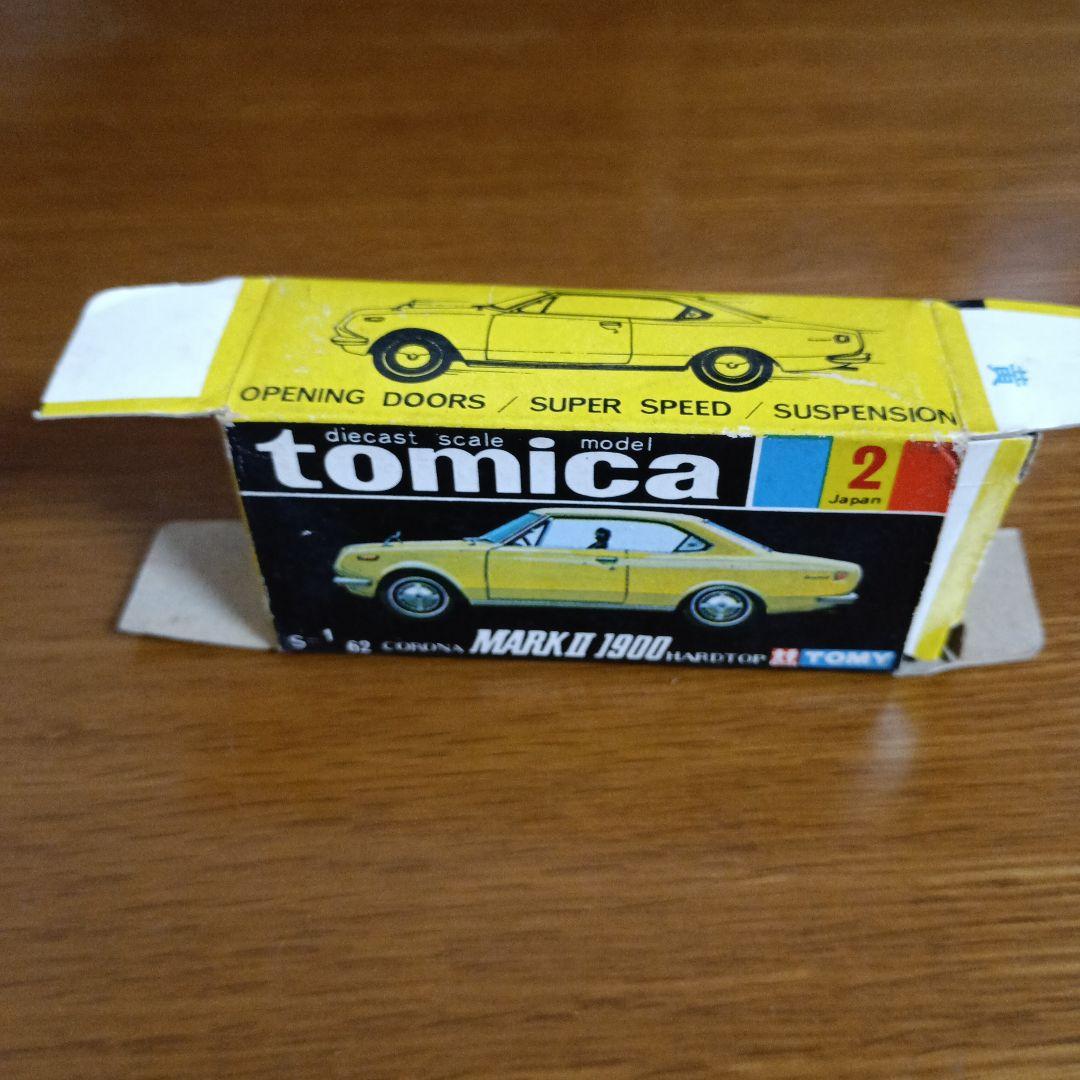 OPENING DOORS / SUPER SPEED / SUSPENSION
黄
diecast scale model
tomica
2
Japan
S=1/62 CORONA MARK II 1900 HARDTOP TOMY